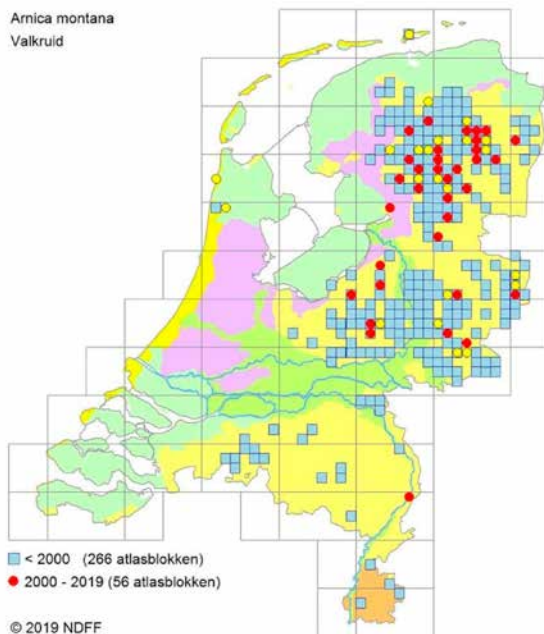 Arnica montana
Valkruid
< 2000 (266 atlasblokken)
2000 - 2019 (56 atlasblokken)
© 2019 NDFF